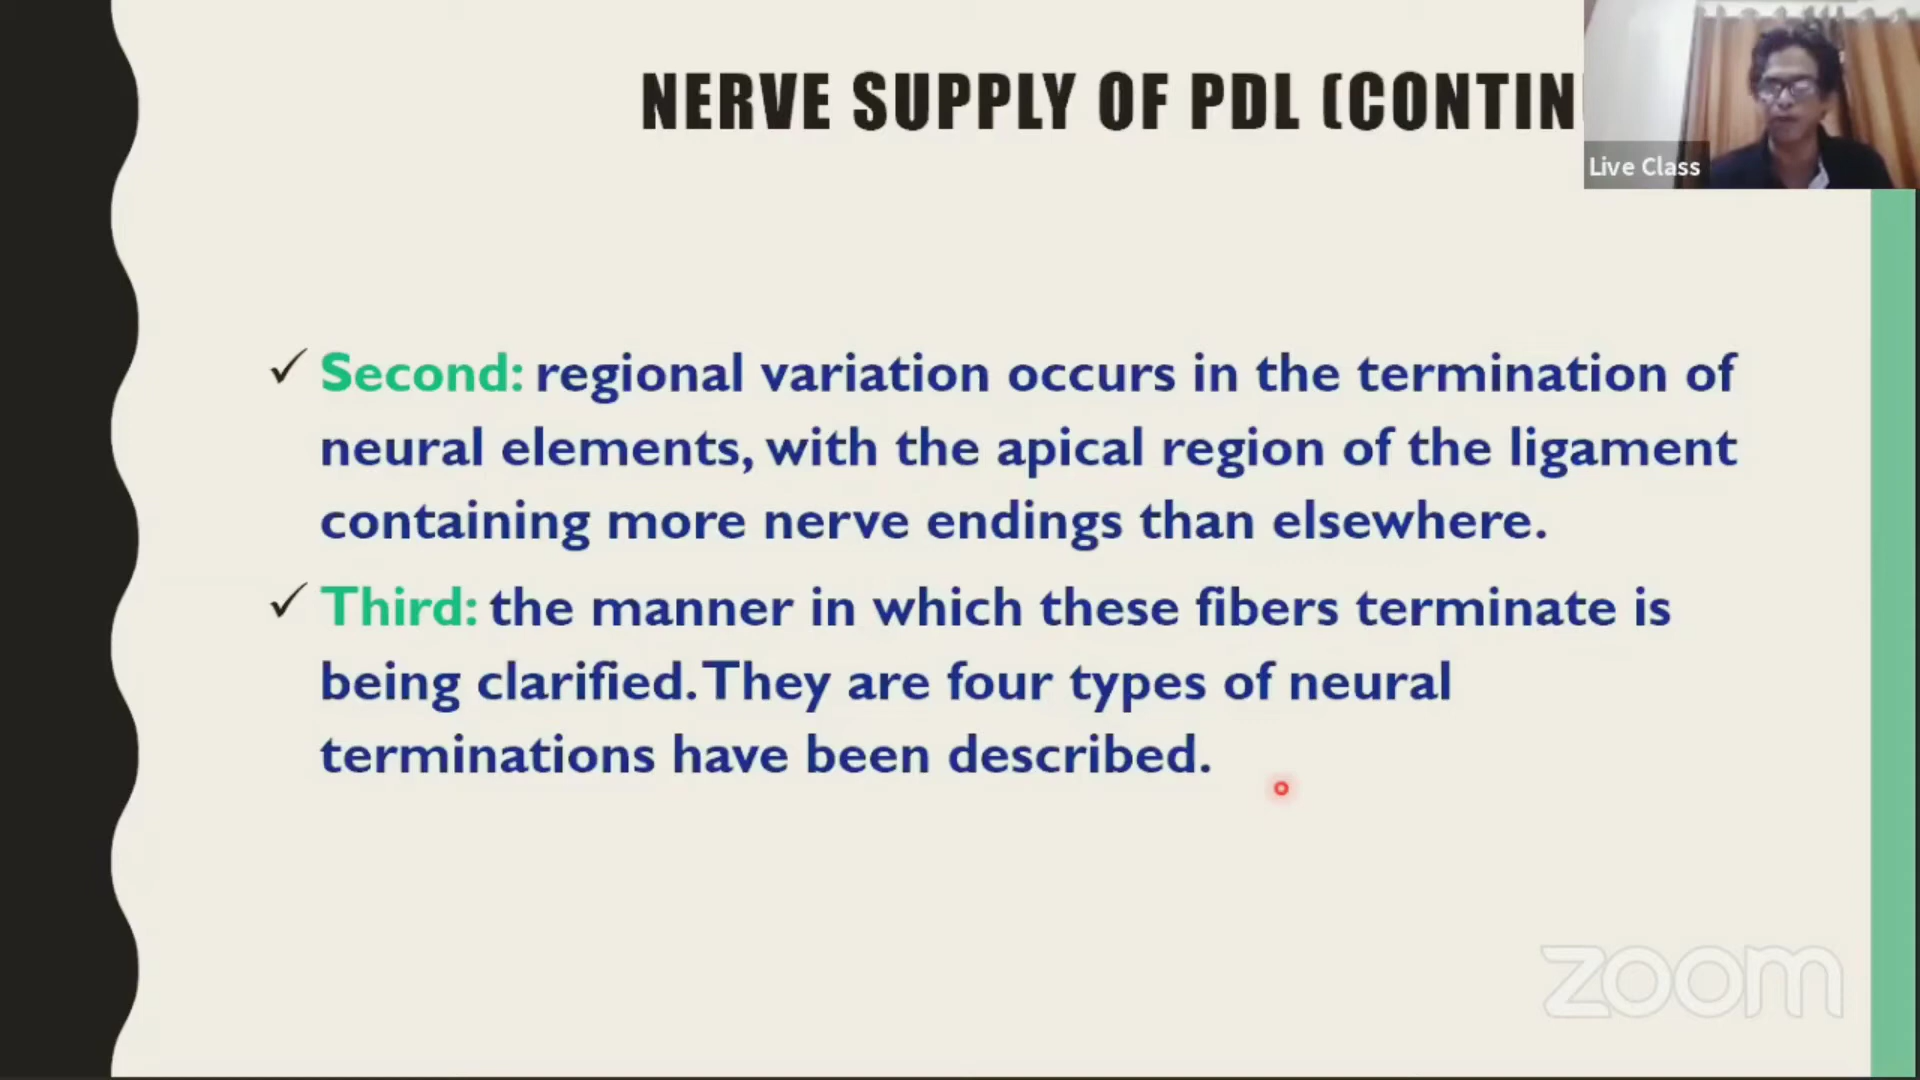 NERVE SUPPLY OF PDL (CONTIN
Live Class
✓ Second: regional variation occurs in the termination of
neural elements, with the apical region of the ligament
containing more nerve endings than elsewhere.
✓ Third: the manner in which these fibers terminate is
being clarified. They are four types of neural
terminations have been described.
zoom